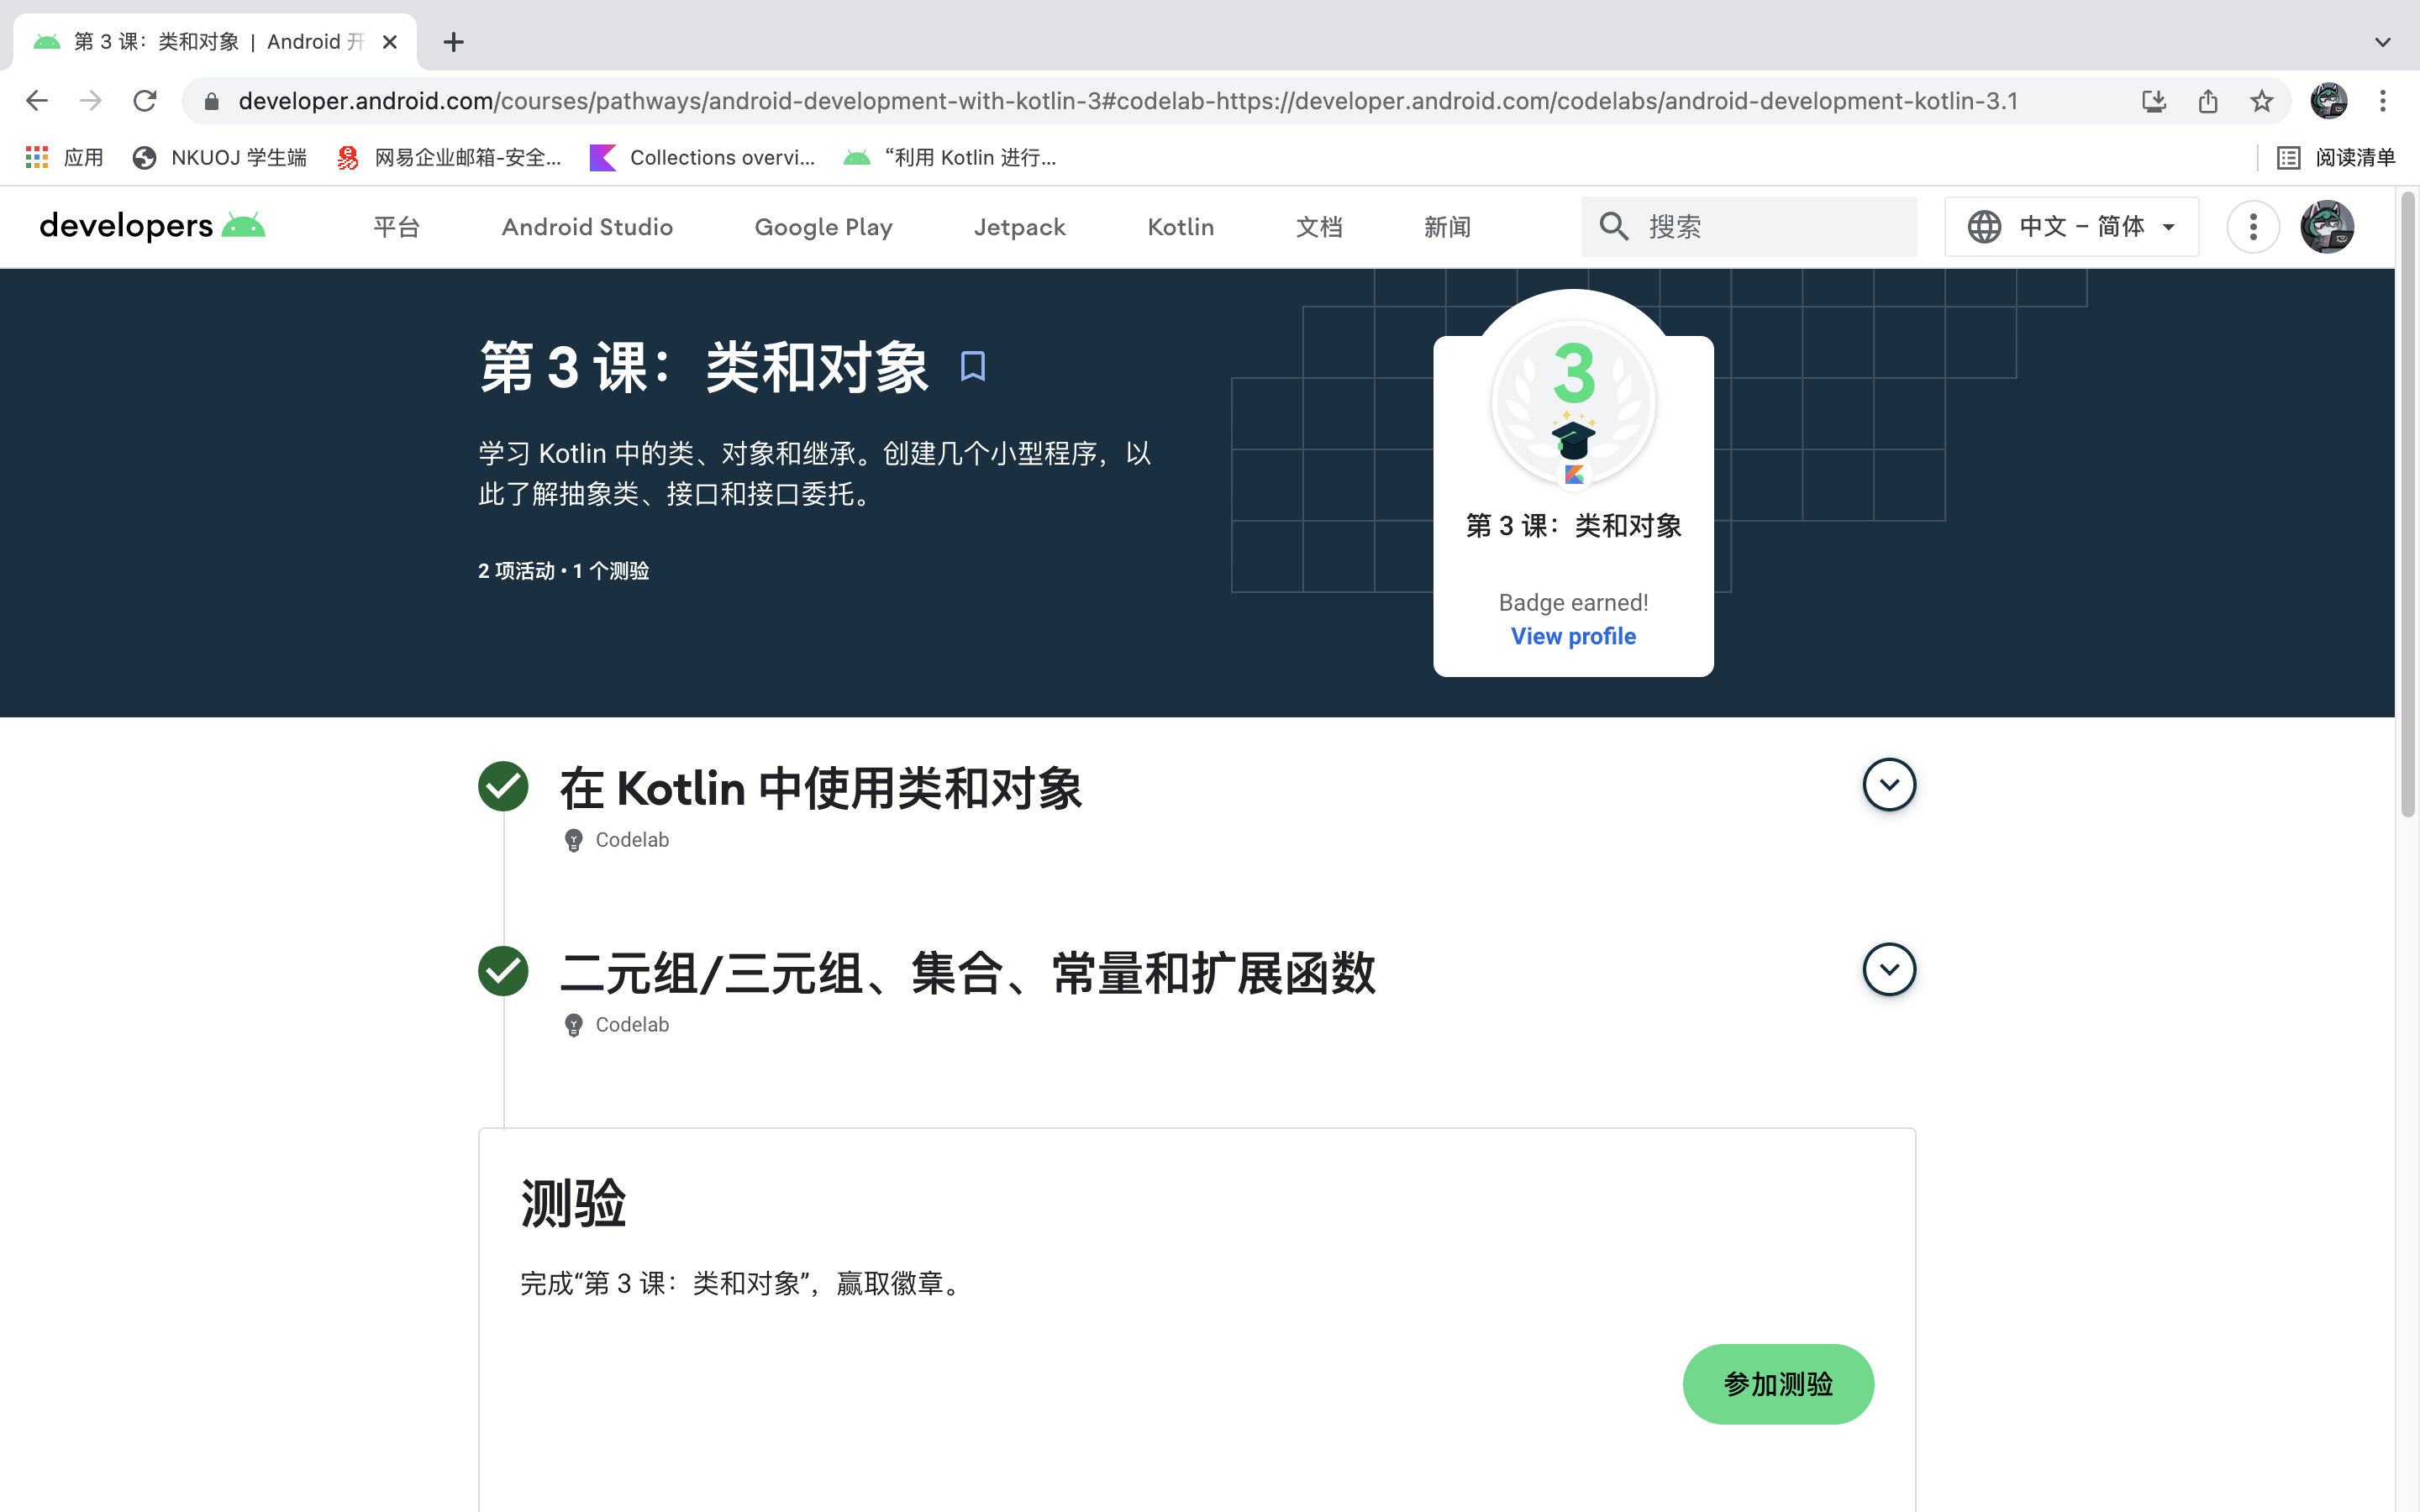 第 3 课：类和对象 | Android 开
developer.android.com/courses/pathways/android-development-with-kotlin-3#codelab-https://developer.android.com/codelabs/android-development-kotlin-3.1
应用 NKUOJ 学生端 网易企业邮箱-安全... Collections overvi... “利用 Kotlin 进行... 阅读清单
developers 平台 Android Studio Google Play Jetpack Kotlin 文档 新闻 搜索 中文 – 简体
第 3 课：类和对象
学习 Kotlin 中的类、对象和继承。创建几个小型程序，以
此了解抽象类、接口和接口委托。
2 项活动 • 1 个测验
3
第 3 课：类和对象
Badge earned!
View profile
在 Kotlin 中使用类和对象
Codelab
二元组/三元组、集合、常量和扩展函数
Codelab
测验
完成“第 3 课：类和对象”，赢取徽章。
参加测验